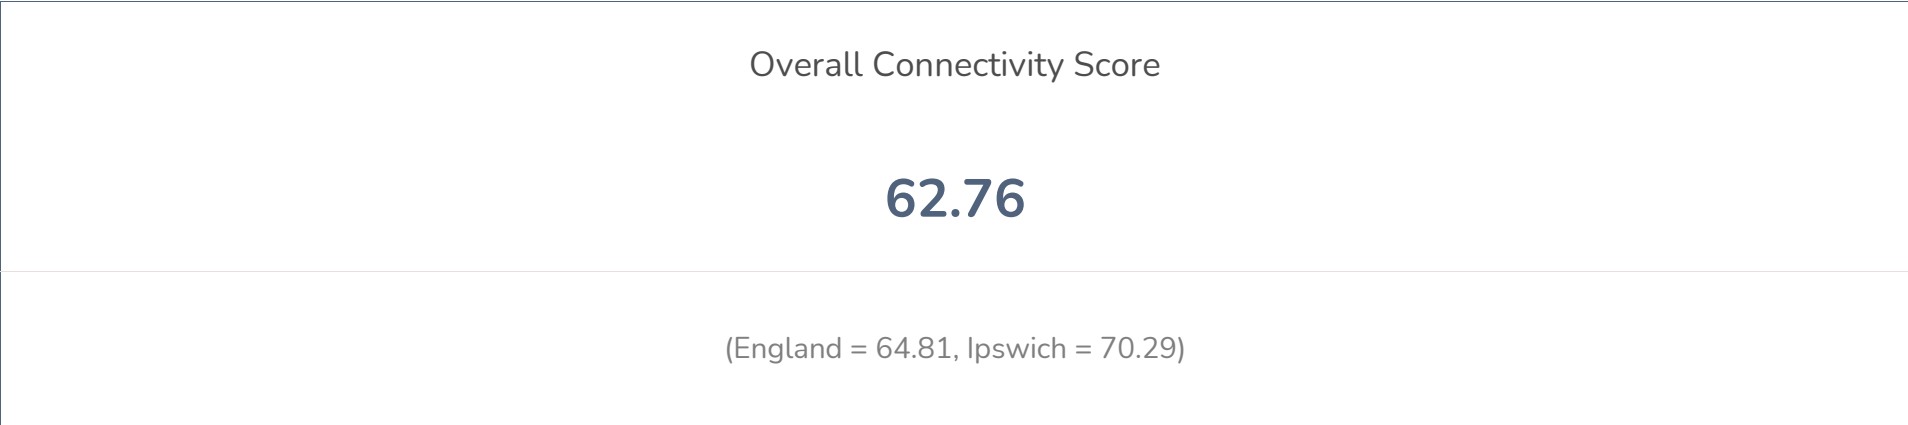 Overall Connectivity Score
62.76
(England = 64.81, Ipswich = 70.29)